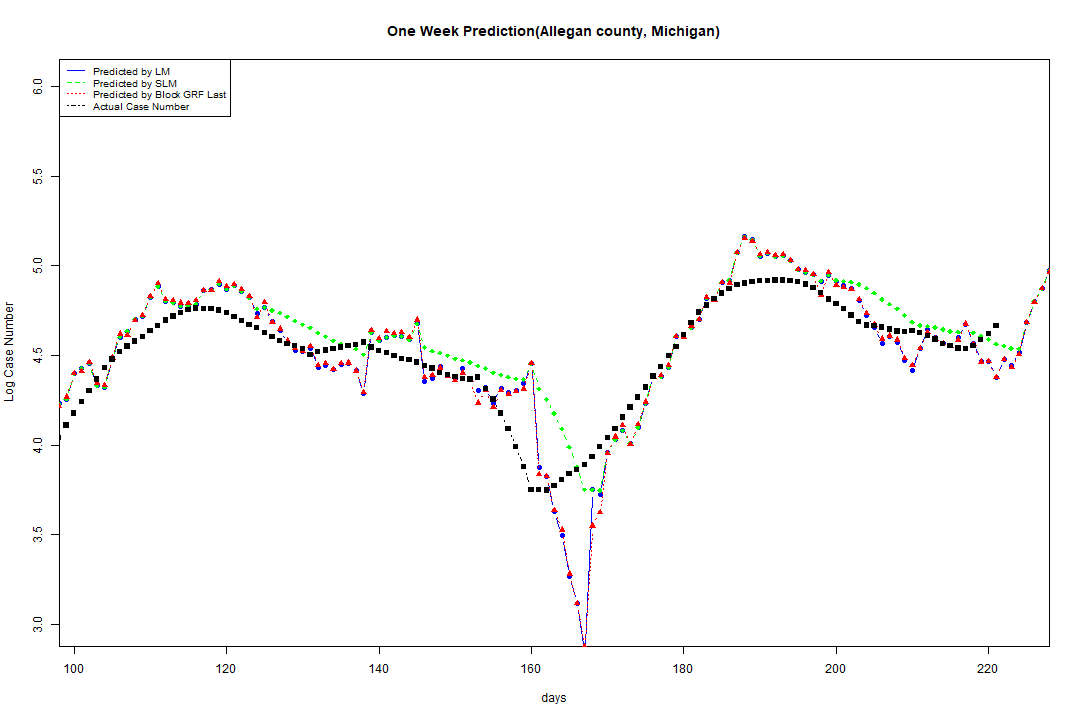 One Week Prediction(Allegan county, Michigan)
Predicted by LM
Predicted by SLM
Predicted by Block GRF Last
Actual Case Number
Log Case Number
6.0
5.5
5.0
4.5
4.0
3.5
3.0
100 120 140 160 180 200 220
days